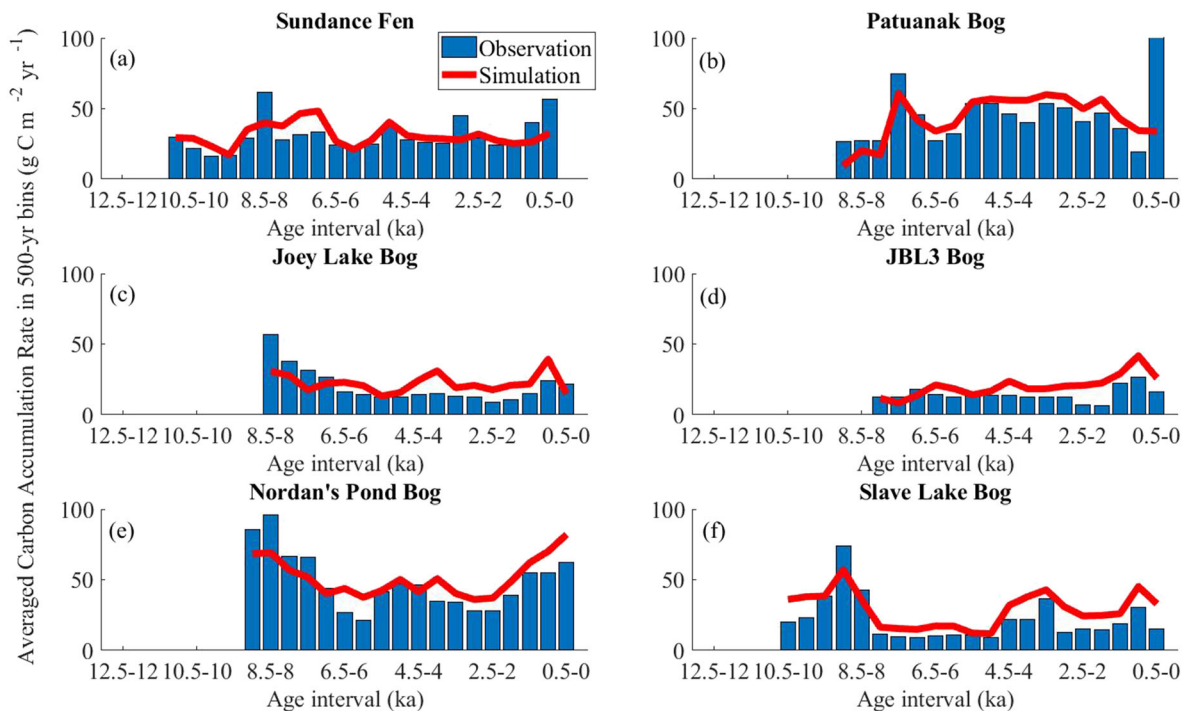 Averaged Carbon Accumulation Rate in 500-yr bins (g C m⁻² yr⁻¹)
Sundance Fen
(a)
Observation
Simulation
100
50
0
12.5-12 10.5-10 8.5-8 6.5-6 4.5-4 2.5-2 0.5-0
Age interval (ka)
Patuanak Bog
(b)
100
50
0
12.5-12 10.5-10 8.5-8 6.5-6 4.5-4 2.5-2 0.5-0
Age interval (ka)
Joey Lake Bog
(c)
100
50
0
12.5-12 10.5-10 8.5-8 6.5-6 4.5-4 2.5-2 0.5-0
Age interval (ka)
JBL3 Bog
(d)
100
50
0
12.5-12 10.5-10 8.5-8 6.5-6 4.5-4 2.5-2 0.5-0
Age interval (ka)
Nordan's Pond Bog
(e)
100
50
0
12.5-12 10.5-10 8.5-8 6.5-6 4.5-4 2.5-2 0.5-0
Age interval (ka)
Slave Lake Bog
(f)
100
50
0
12.5-12 10.5-10 8.5-8 6.5-6 4.5-4 2.5-2 0.5-0
Age interval (ka)